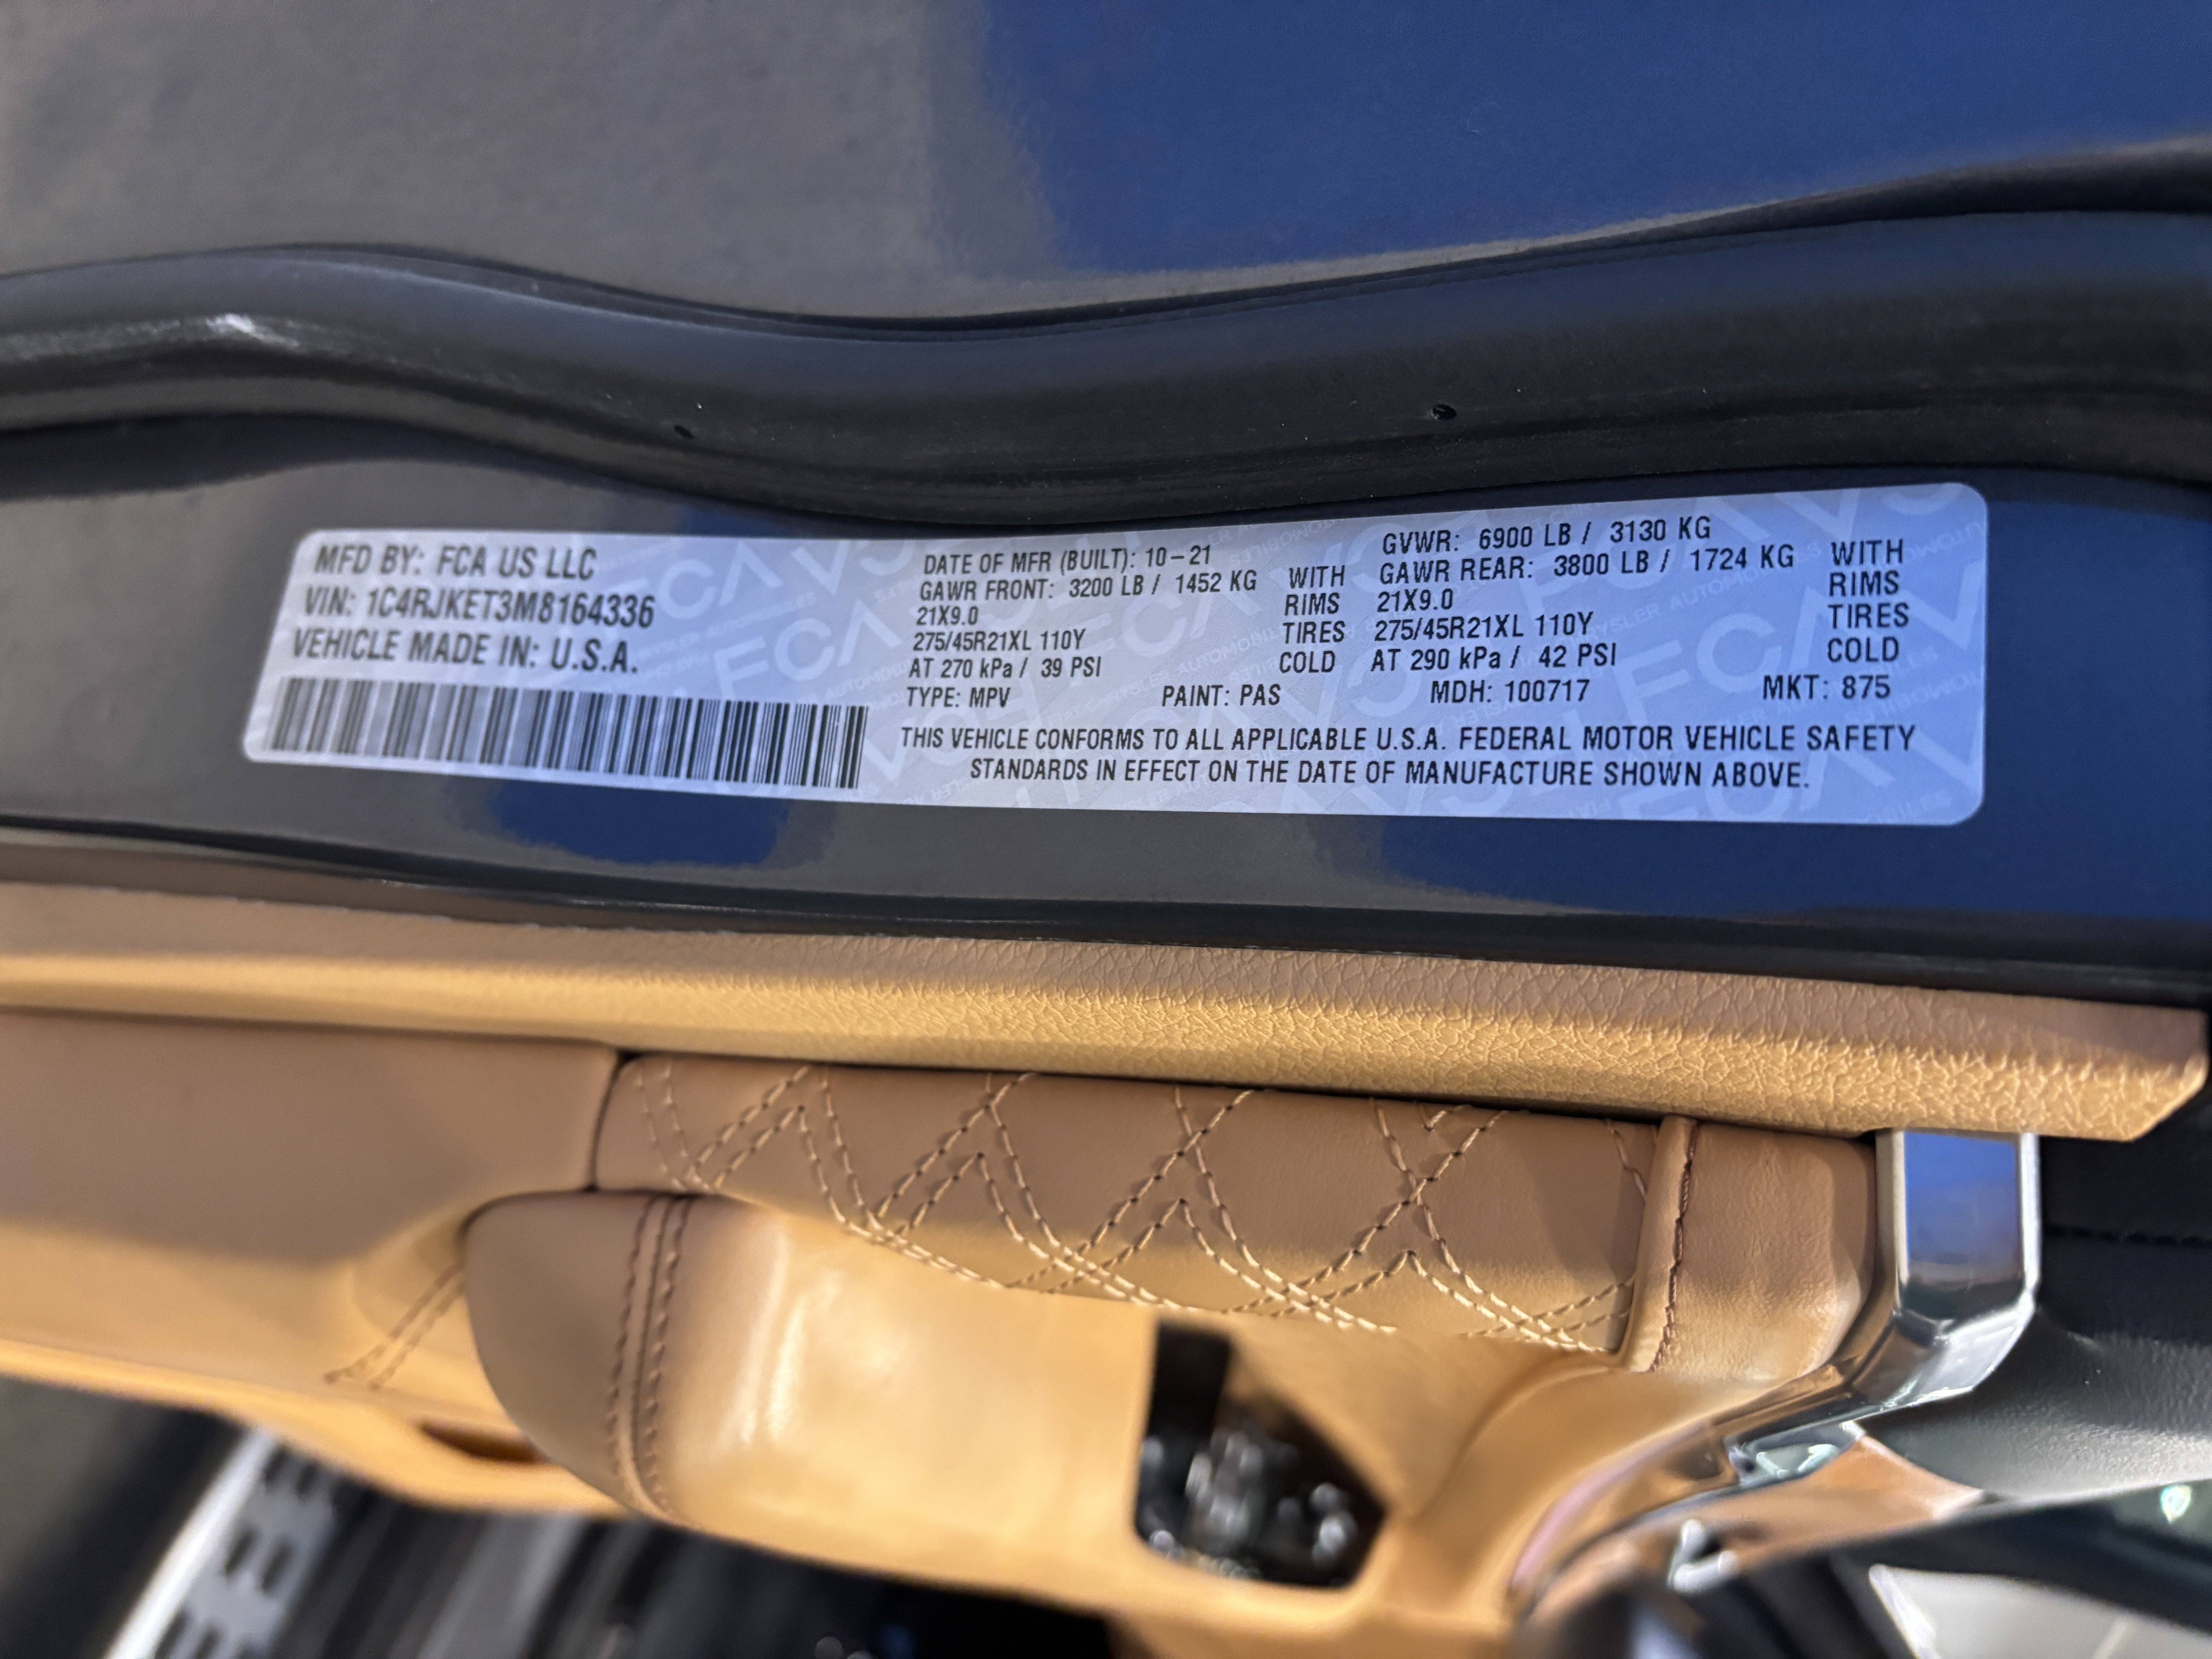 MFD BY: FCA US LLC
VIN: 1C4RJKET3M8164336
VEHICLE MADE IN: U.S.A.
DATE OF MFR (BUILT): 10-21 GVWR: 6900 LB / 3130 KG
GAWR FRONT: 3200 LB / 1452 KG WITH GAWR REAR: 3800 LB / 1724 KG WITH
21X9.0 RIMS 21X9.0 RIMS
275/45R21XL 110Y TIRES 275/45R21XL 110Y TIRES
AT 270 kPa / 39 PSI COLD AT 290 kPa / 42 PSI COLD
TYPE: MPV PAINT: PAS MDH: 100717 MKT: 875
THIS VEHICLE CONFORMS TO ALL APPLICABLE U.S.A. FEDERAL MOTOR VEHICLE SAFETY
STANDARDS IN EFFECT ON THE DATE OF MANUFACTURE SHOWN ABOVE.